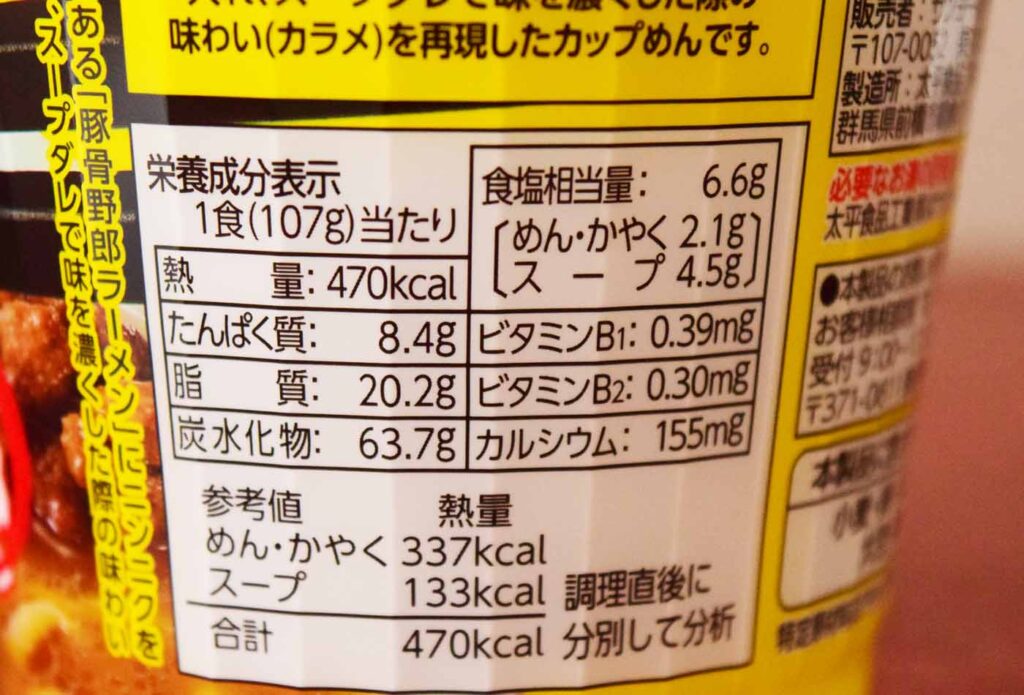 味わい(カラメ)を再現したカップめんです。
栄養成分表示
1食(107g)当たり
熱量: 470kcal
たんぱく質: 8.4g
脂質: 20.2g
炭水化物: 63.7g
食塩相当量: 6.6g
めん・かやく 2.1g
スープ 4.5g
ビタミンB1: 0.39mg
ビタミンB2: 0.30mg
カルシウム: 155mg
参考値 熱量
めん・かやく 337kcal
スープ 133kcal
合計 470kcal
調理直後に
分別して分析
ある「豚骨野郎ラーメン」にニンニクを
スープダレで味を濃くした際の味わい
販売者:
〒107-00
製造所:太平
群馬県前橋
必要なお湯の
太平食品工業
●本製品の
お客様相談
受付 9:00
〒371-0
本製品に
小麦